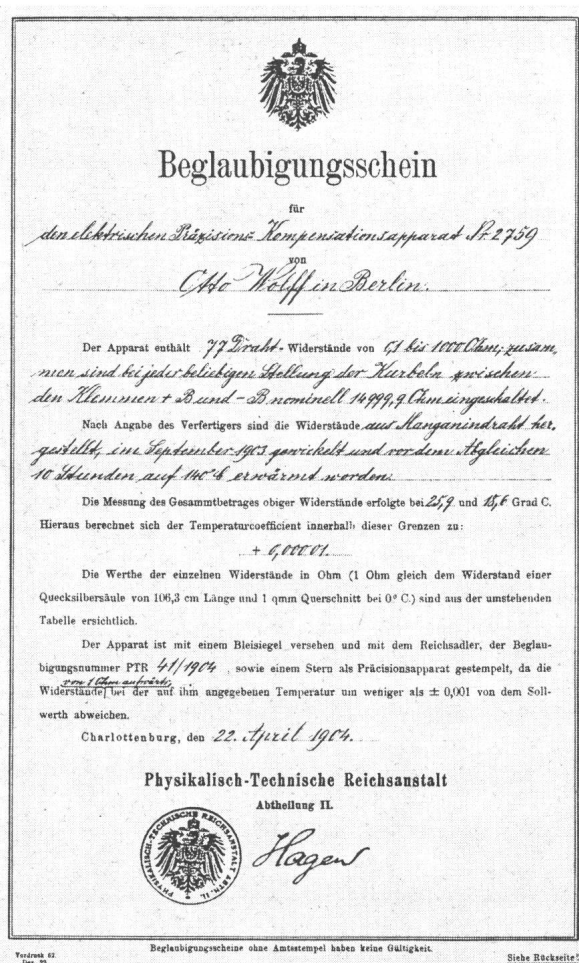 Beglaubigungsschein
für
den elektrischen Präzisions-Kompensationsapparat Nr. 2759
von
Otto Wolff in Berlin.
Der Apparat enthält 77 Draht-Widerstände von 0,1 bis 1000 Ohm; zusam,
men sind bei jeder beliebigen Stellung der Kurbeln zwischen
den Klemmen + B und - B nominell 14999,9 Ohm eingeschaltet.
Nach Angabe des Verfertigers sind die Widerstände aus Manganindraht her,
gestellt, im September 1903 gewickelt und vor dem Abgleichen
10 Stunden auf 140° erwärmt worden.
Die Messung des Gesammtbetrages obiger Widerstände erfolgte bei 25,9 und 15,6 Grad C.
Hieraus berechnet sich der Temperaturcoefficient innerhalb dieser Grenzen zu:
+ 0,00001.
Die Werthe der einzelnen Widerstände in Ohm (1 Ohm gleich dem Widerstand einer
Quecksilbersäule von 106,3 cm Länge und 1 qmm Querschnitt bei 0° C.) sind aus der umstehenden
Tabelle ersichtlich.
Der Apparat ist mit einem Bleisiegel versehen und mit dem Reichsadler, der Beglau-
bigungsnummer PTR 41/1904, sowie einem Stern als Präcisionsapparat gestempelt, da die
von 1 Ohm aufwärts,
Widerstände bei der auf ihm angegebenen Temperatur um weniger als ± 0,001 von dem Soll-
werth abweichen.
Charlottenburg, den 22. April 1904.
Physikalisch-Technische Reichsanstalt
Abtheilung II.
PHYSIKALISCH-TECHNISCHE REICHSANSTALT ABTH. II.
Hagen
Beglaubigungsscheine ohne Amtsstempel haben keine Gültigkeit.
Vordruck 62.
Siehe Rückseite!